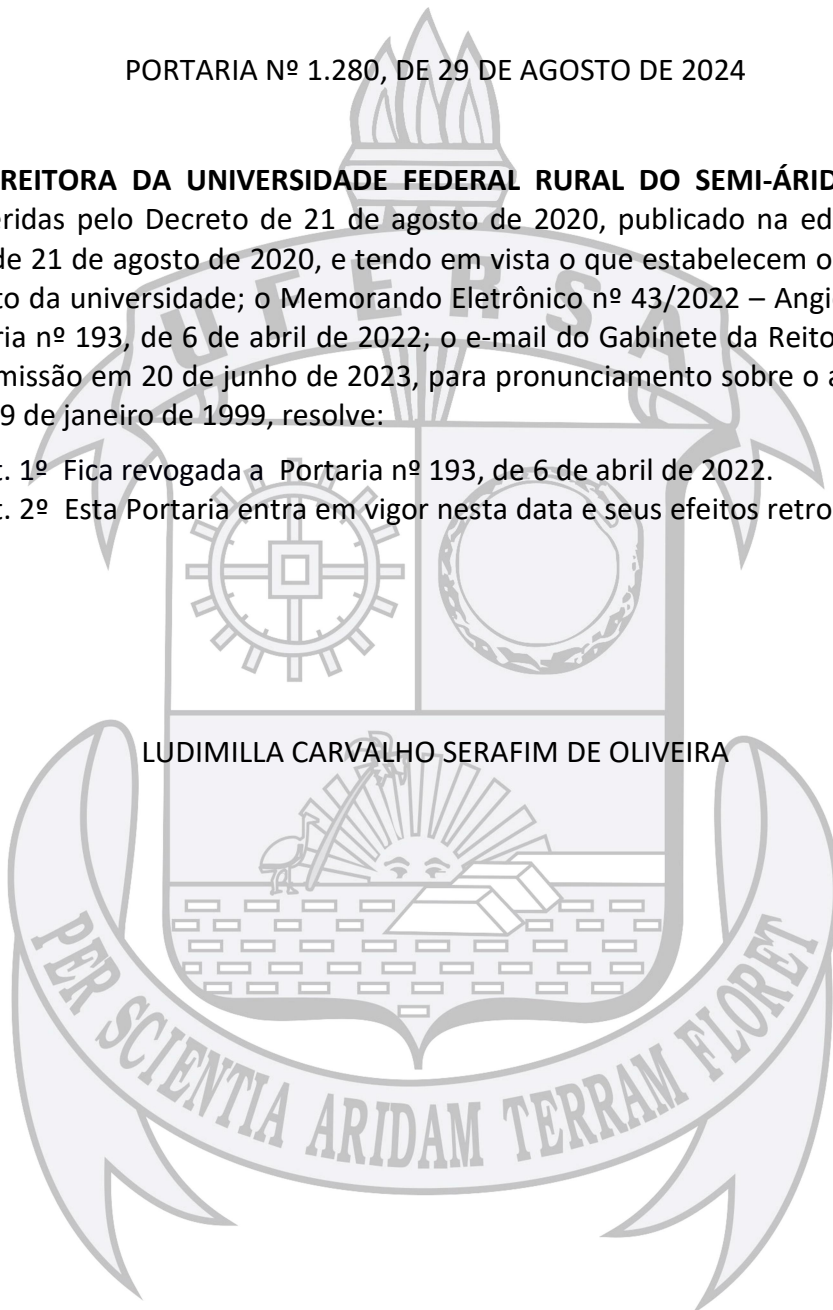 PORTARIA Nº 1.280, DE 29 DE AGOSTO DE 2024
REITORA DA UNIVERSIDADE FEDERAL RURAL DO SEMI-ÁRID
eridas pelo Decreto de 21 de agosto de 2020, publicado na ed
de 21 de agosto de 2020, e tendo em vista o que estabelecem o
to da universidade; o Memorando Eletrônico nº 43/2022 – Angi
ria nº 193, de 6 de abril de 2022; o e-mail do Gabinete da Reito
missão em 20 de junho de 2023, para pronunciamento sobre o a
9 de janeiro de 1999, resolve:
t. 1º Fica revogada a Portaria nº 193, de 6 de abril de 2022.
t. 2º Esta Portaria entra em vigor nesta data e seus efeitos retro
LUDIMILLA CARVALHO SERAFIM DE OLIVEIRA
UFERSA
PER SCIENTIA ARIDAM TERRAM FLORET